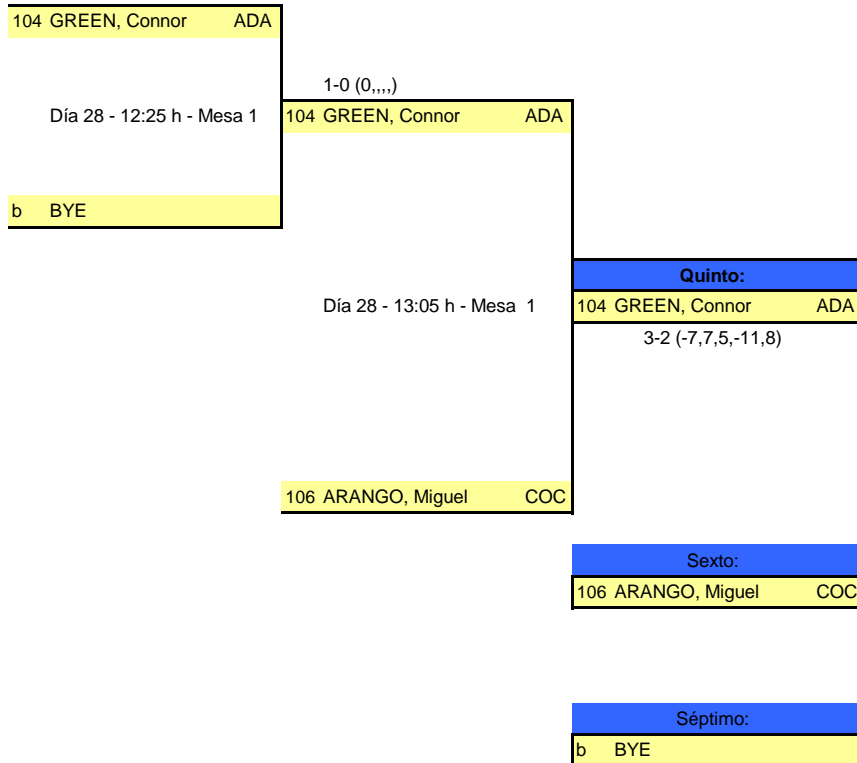 104 GREEN, Connor ADA
1-0 (0,,,,)
Día 28 - 12:25 h - Mesa 1
104 GREEN, Connor ADA
b BYE
Quinto:
Día 28 - 13:05 h - Mesa 1
104 GREEN, Connor ADA
3-2 (-7,7,5,-11,8)
106 ARANGO, Miguel COC
Sexto:
106 ARANGO, Miguel COC
Séptimo:
b BYE